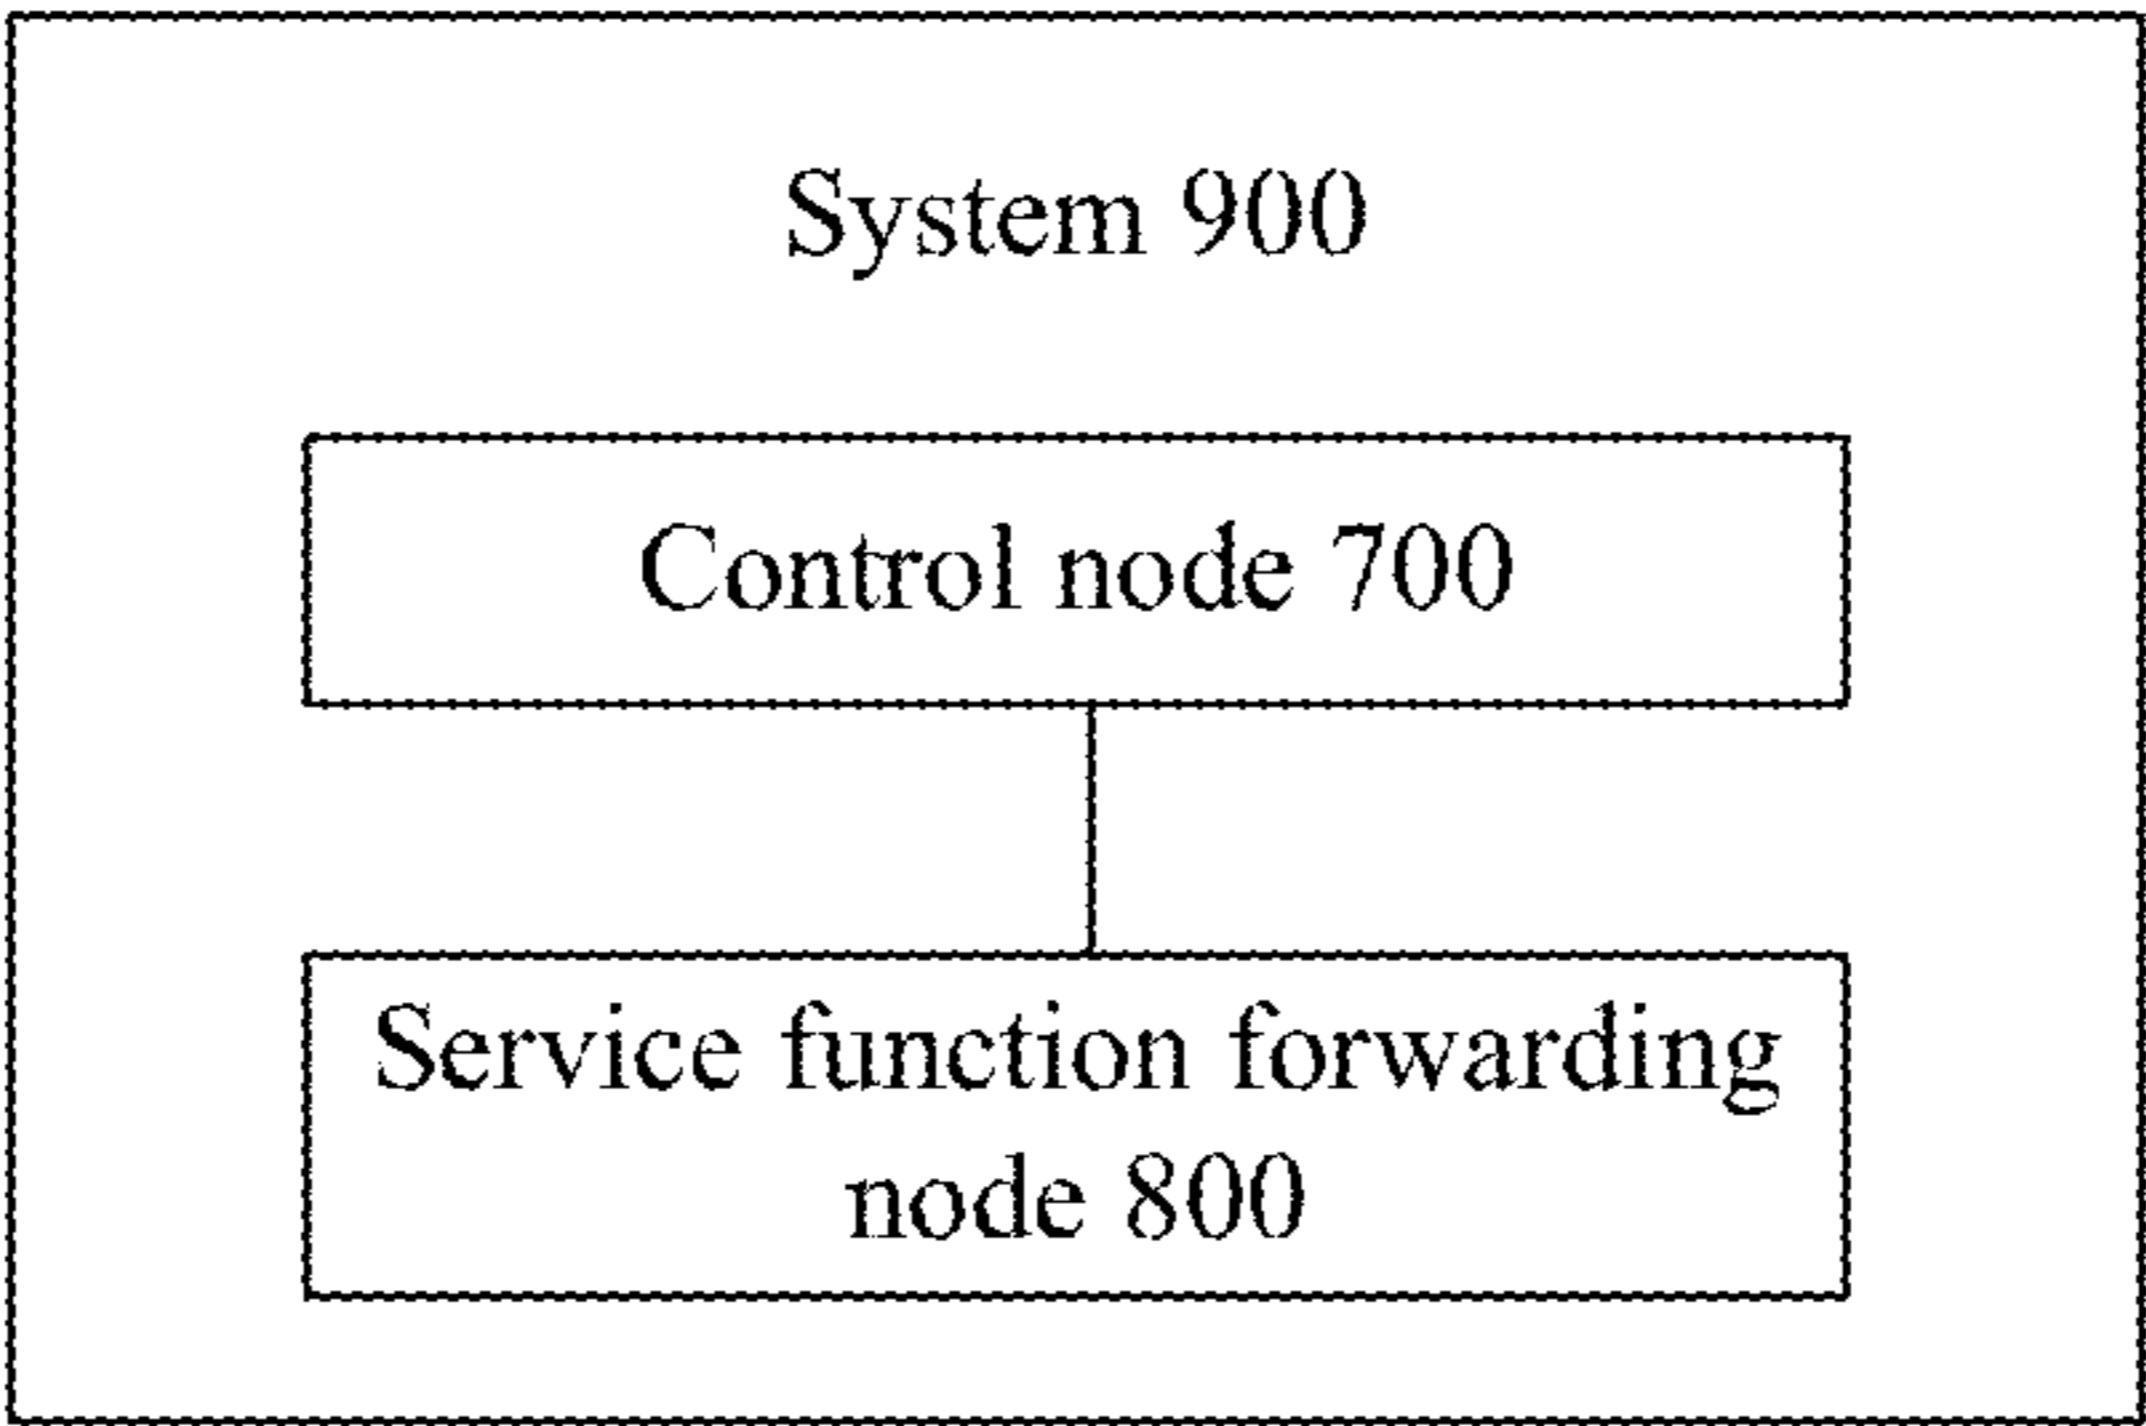 System 900
Control node 700
Service function forwarding
node 800